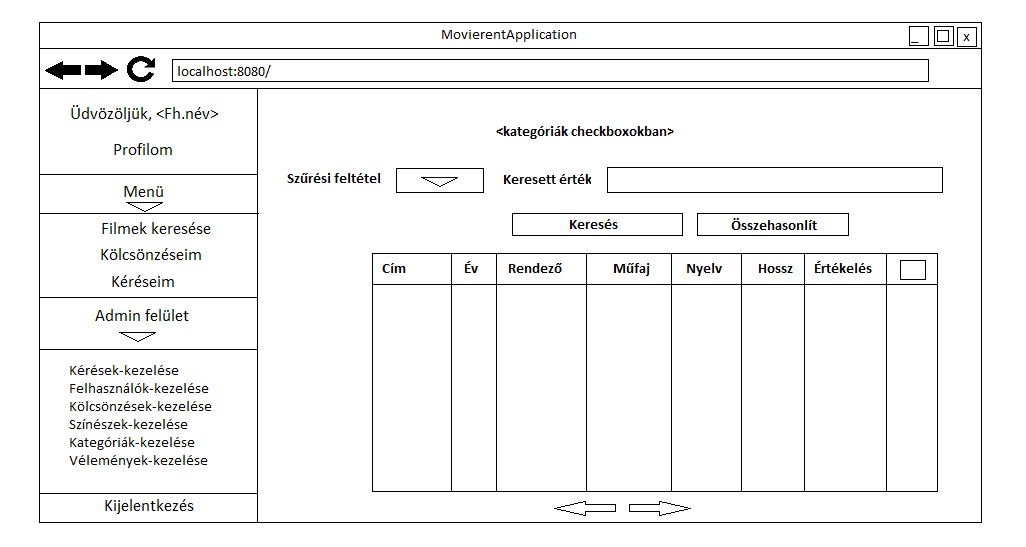 MovierentApplication
_ x
localhost:8080/
Üdvözöljük, <Fh.név>
Profilom
Menü
Filmek keresése
Kölcsönzéseim
Kéréseim
Admin felület
Kérések-kezelése
Felhasználók-kezelése
Kölcsönzések-kezelése
Színészek-kezelése
Kategóriák-kezelése
Vélemények-kezelése
Kijelentkezés
<kategóriák checkboxokban>
Szűrési feltétel Keresett érték
Keresés Összehasonlít
Cím Év Rendező Műfaj Nyelv Hossz Értékelés